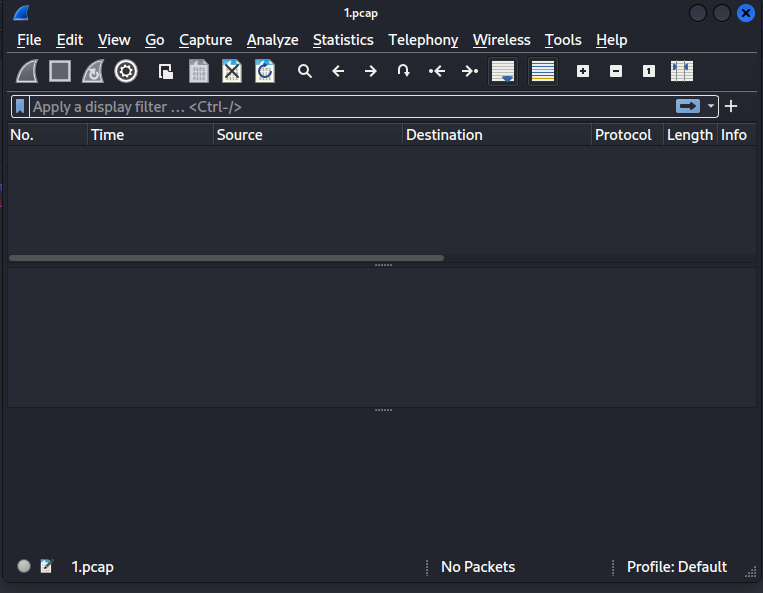 1.pcap
File Edit View Go Capture Analyze Statistics Telephony Wireless Tools Help
Apply a display filter … <Ctrl-/>
No. Time Source Destination Protocol Length Info
1.pcap No Packets Profile: Default